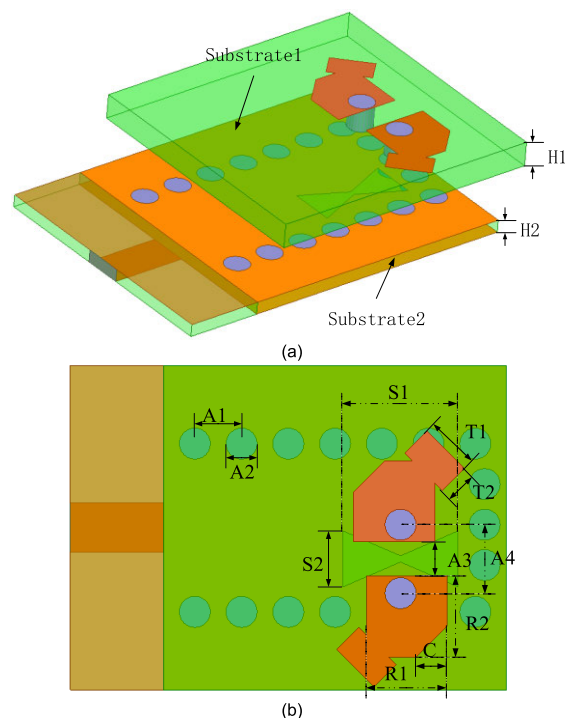 Substrate1
H1
H2
Substrate2
(a)
S1
A1
T1
A2
T2
S2
A3
A4
R2
C
R1
(b)